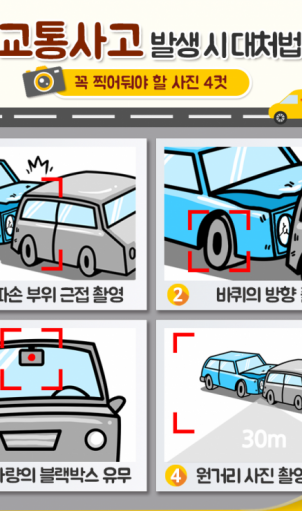 교통사고 발생 시 대처법
꼭 찍어둬야 할 사진 4컷
파손 부위 근접 촬영
2 바퀴의 방향
차량의 블랙박스 유무
30m
4 원거리 사진 촬영